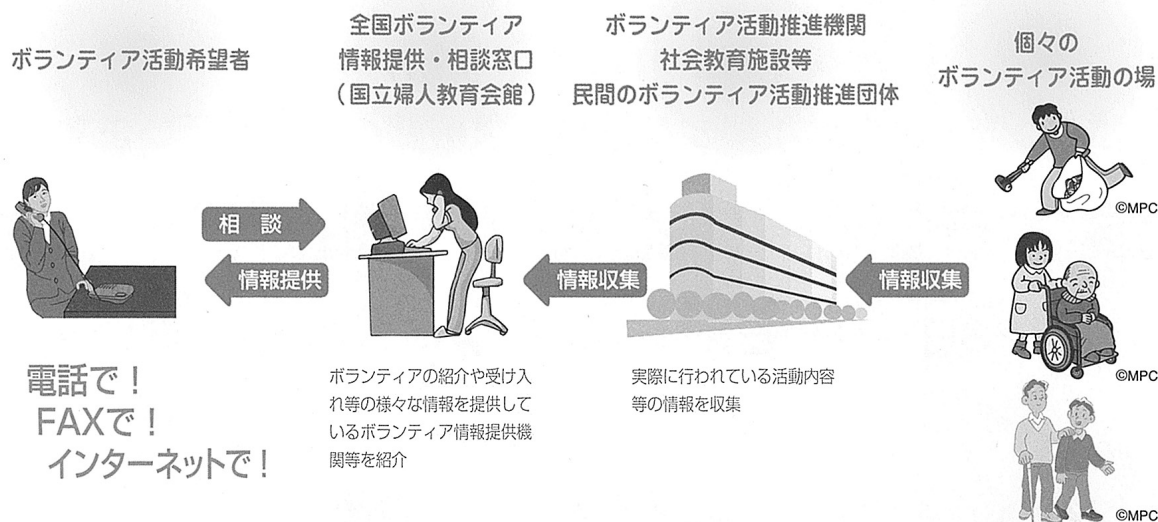 ボランティア活動希望者
全国ボランティア
情報提供・相談窓口
(国立婦人教育会館)
ボランティア活動推進機関
社会教育施設等
民間のボランティア活動推進団体
個々の
ボランティア活動の場
相 談
情報提供
情報収集
情報収集
©MPC
©MPC
©MPC
電話で!
FAXで!
インターネットで!
ボランティアの紹介や受け入
れ等の様々な情報を提供して
いるボランティア情報提供機
関等を紹介
実際に行われている活動内容
等の情報を収集